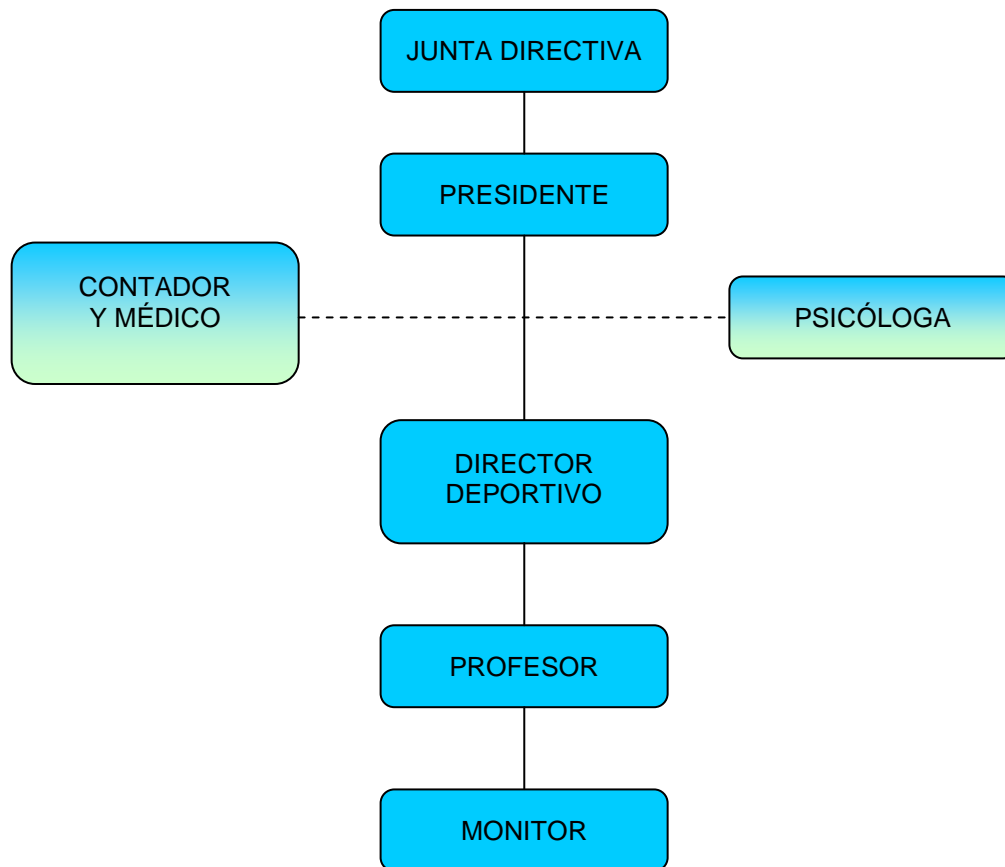 JUNTA DIRECTIVA
PRESIDENTE
CONTADOR
Y MÉDICO
PSICÓLOGA
DIRECTOR
DEPORTIVO
PROFESOR
MONITOR